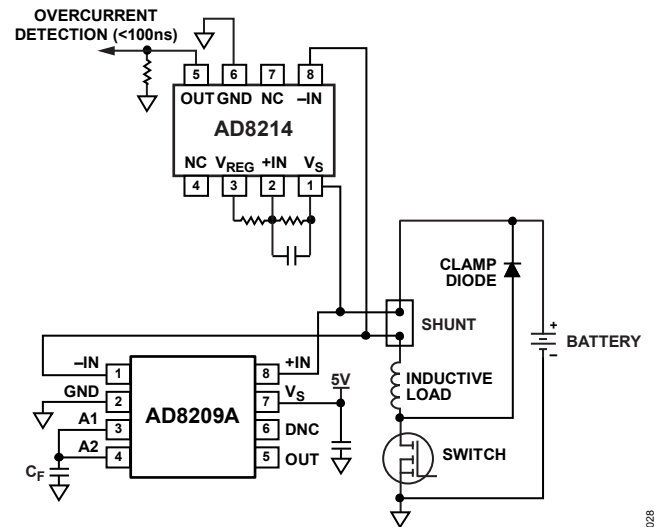 OVERCURRENT
DETECTION (<100ns)
5 6 7 8
OUT GND NC –IN
AD8214
NC VREG +IN VS
4 3 2 1
CLAMP
DIODE
SHUNT
+
BATTERY
–
INDUCTIVE
LOAD
SWITCH
–IN 1
GND 2
A1 3
A2 4
CF
AD8209A
8 +IN
7 VS
6 DNC
5 OUT
5V
028